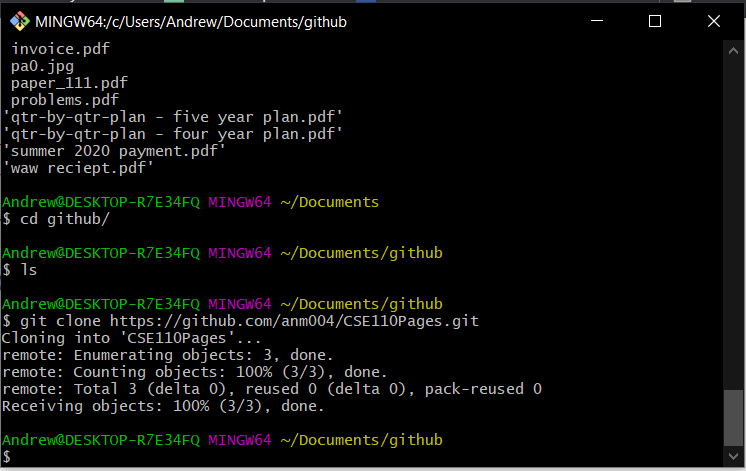 MINGW64:/c/Users/Andrew/Documents/github
invoice.pdf
pa0.jpg
paper_111.pdf
problems.pdf
'qtr-by-qtr-plan - five year plan.pdf'
'qtr-by-qtr-plan - four year plan.pdf'
'summer 2020 payment.pdf'
'waw reciept.pdf'
Andrew@DESKTOP-R7E34FQ MINGW64 ~/Documents
$ cd github/
Andrew@DESKTOP-R7E34FQ MINGW64 ~/Documents/github
$ ls
Andrew@DESKTOP-R7E34FQ MINGW64 ~/Documents/github
$ git clone https://github.com/anm004/CSE110Pages.git
Cloning into 'CSE110Pages'...
remote: Enumerating objects: 3, done.
remote: Counting objects: 100% (3/3), done.
remote: Total 3 (delta 0), reused 0 (delta 0), pack-reused 0
Receiving objects: 100% (3/3), done.
Andrew@DESKTOP-R7E34FQ MINGW64 ~/Documents/github
$